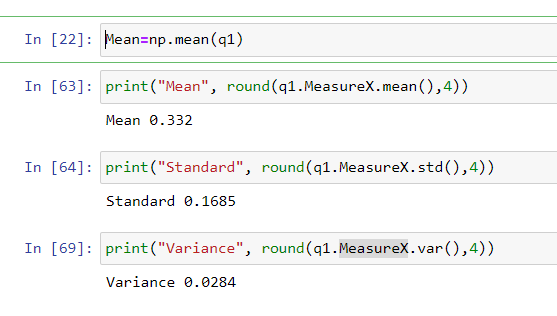 In [22]: Mean=np.mean(q1)
In [63]: print("Mean", round(q1.MeasureX.mean(),4))
Mean 0.332
In [64]: print("Standard", round(q1.MeasureX.std(),4))
Standard 0.1685
In [69]: print("Variance", round(q1.MeasureX.var(),4))
Variance 0.0284